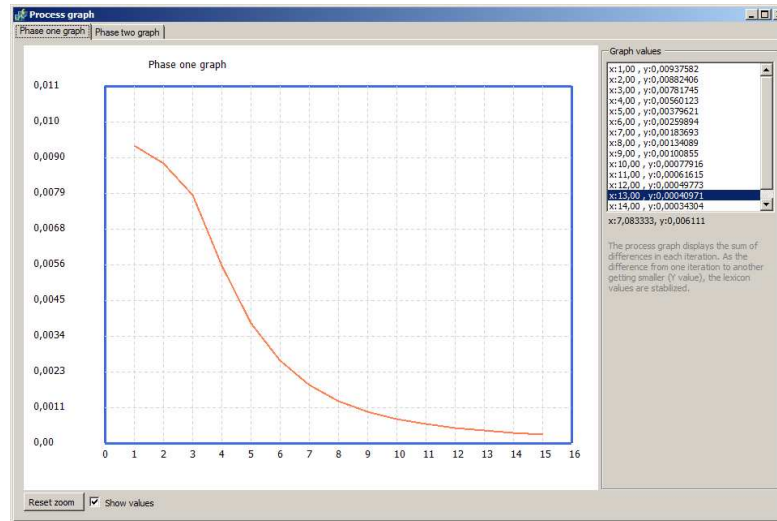 Process graph
Phase one graph
Phase two graph
Phase one graph
0,011
0,010
0,0090
0,0079
0,0068
0,0056
0,0045
0,0034
0,0023
0,0011
0,00
0 1 2 3 4 5 6 7 8 9 10 11 12 13 14 15 16
Graph values
x:1,00 , y:0,00937582
x:2,00 , y:0,00882406
x:3,00 , y:0,00781745
x:4,00 , y:0,00560123
x:5,00 , y:0,00379621
x:6,00 , y:0,00259894
x:7,00 , y:0,00183693
x:8,00 , y:0,00134089
x:9,00 , y:0,00100855
x:10,00 , y:0,00077916
x:11,00 , y:0,00061615
x:12,00 , y:0,00049773
x:13,00 , y:0,00040971
x:14,00 , y:0,00034304
x:7,083333, y:0,006111
The process graph displays the sum of
differences in each iteration. As the
difference from one iteration to another
getting smaller (Y value), the lexicon
values are stabilized.
Reset zoom
Show values